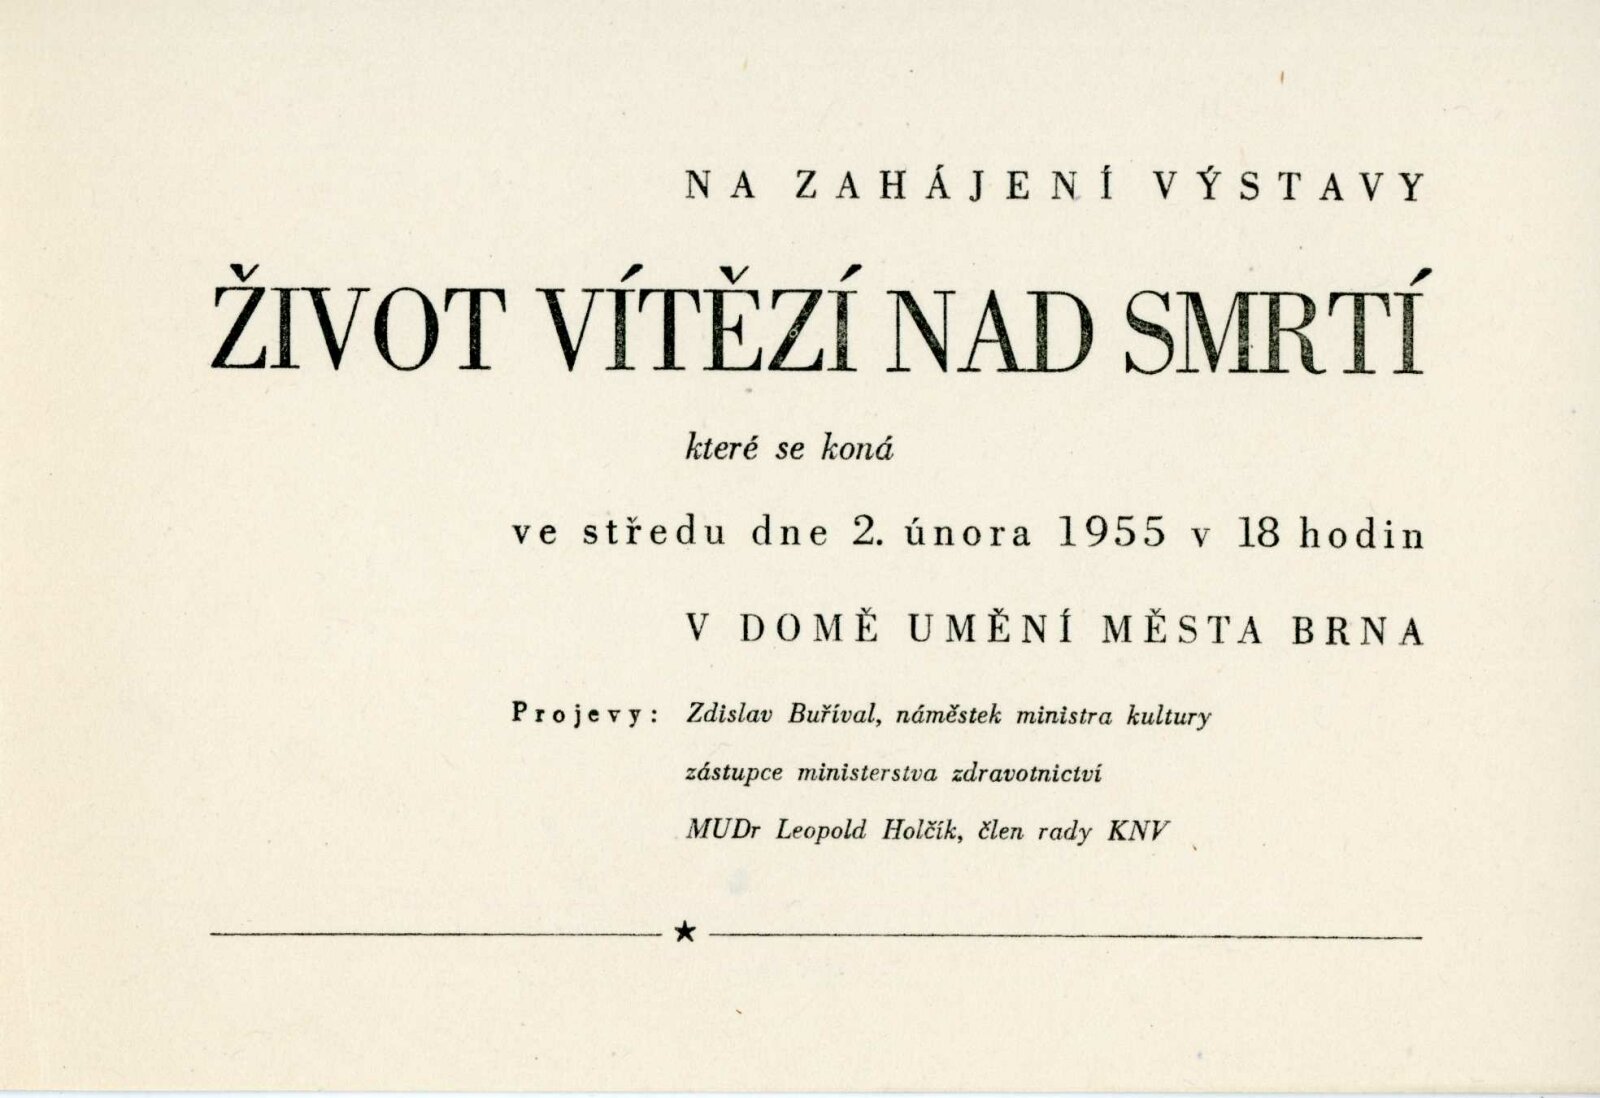 NA ZAHÁJENÍ VÝSTAVY
ŽIVOT VÍTĚZÍ NAD SMRTÍ
které se koná
ve středu dne 2. února 1955 v 18 hodin
V DOMĚ UMĚNÍ MĚSTA BRNA
Projevy: Zdislav Buříval, náměstek ministra kultury
zástupce ministerstva zdravotnictví
MUDr Leopold Holčík, člen rady KNV